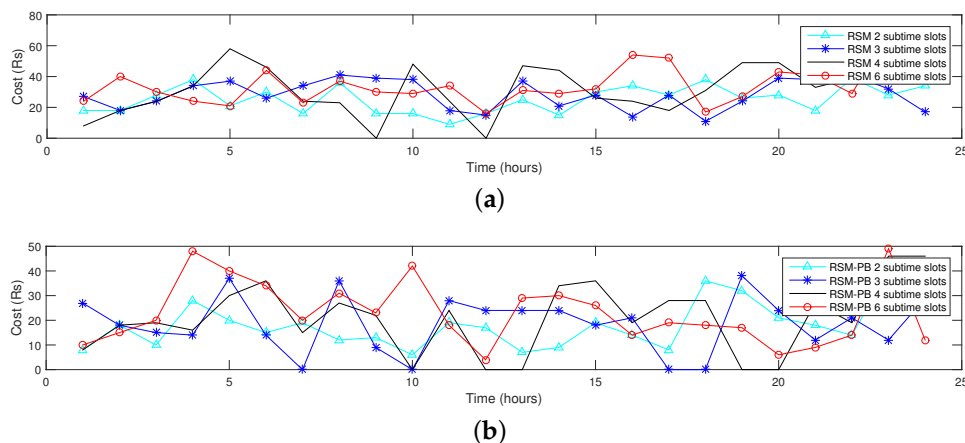 80
60
40
20
0
Cost (Rs)
RSM 2 subtime slots
RSM 3 subtime slots
RSM 4 subtime slots
RSM 6 subtime slots
0 5 10 15 20 25
Time (hours)
(a)
50
40
30
20
10
0
Cost (Rs)
RSM-PB 2 subtime slots
RSM-PB 3 subtime slots
RSM-PB 4 subtime slots
RSM-PB 6 subtime slots
0 5 10 15 20 25
Time (hours)
(b)